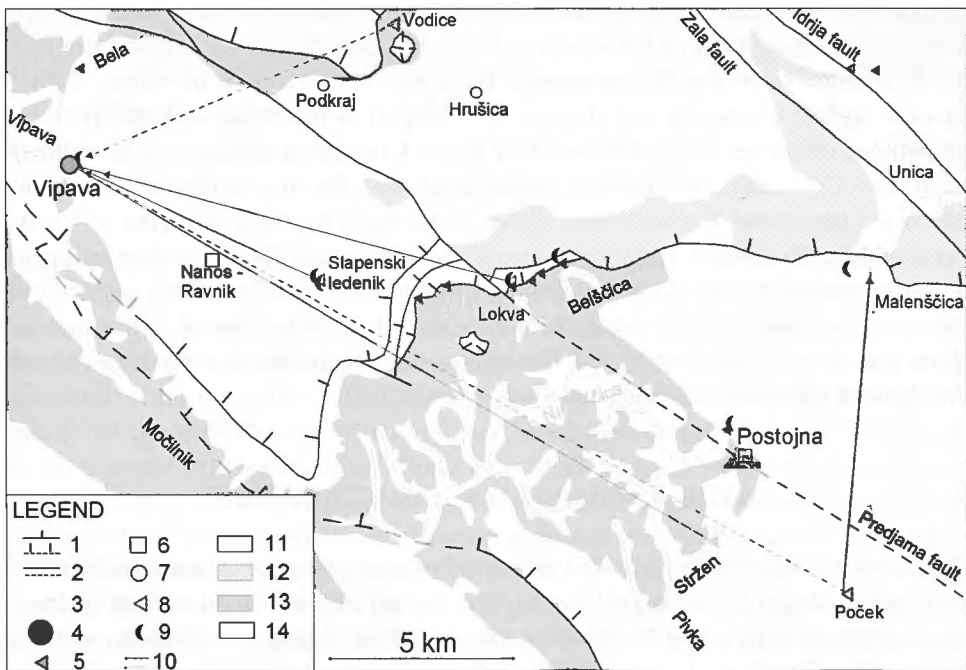 Vodice
Bela
Idrija fault
Zala fault
Podkraj
Hrušica
Vipava
Vipava
Unica
Nanos -
Ravnik
Slapenski
ledenik
Lokva
Belščica
Malenščica
Močilnik
Postojna
Predjama fault
Stržen
Pivka
Poček
LEGEND
1 6 11
2 7 12
3 8 13
4 9 14
5 10
5 km